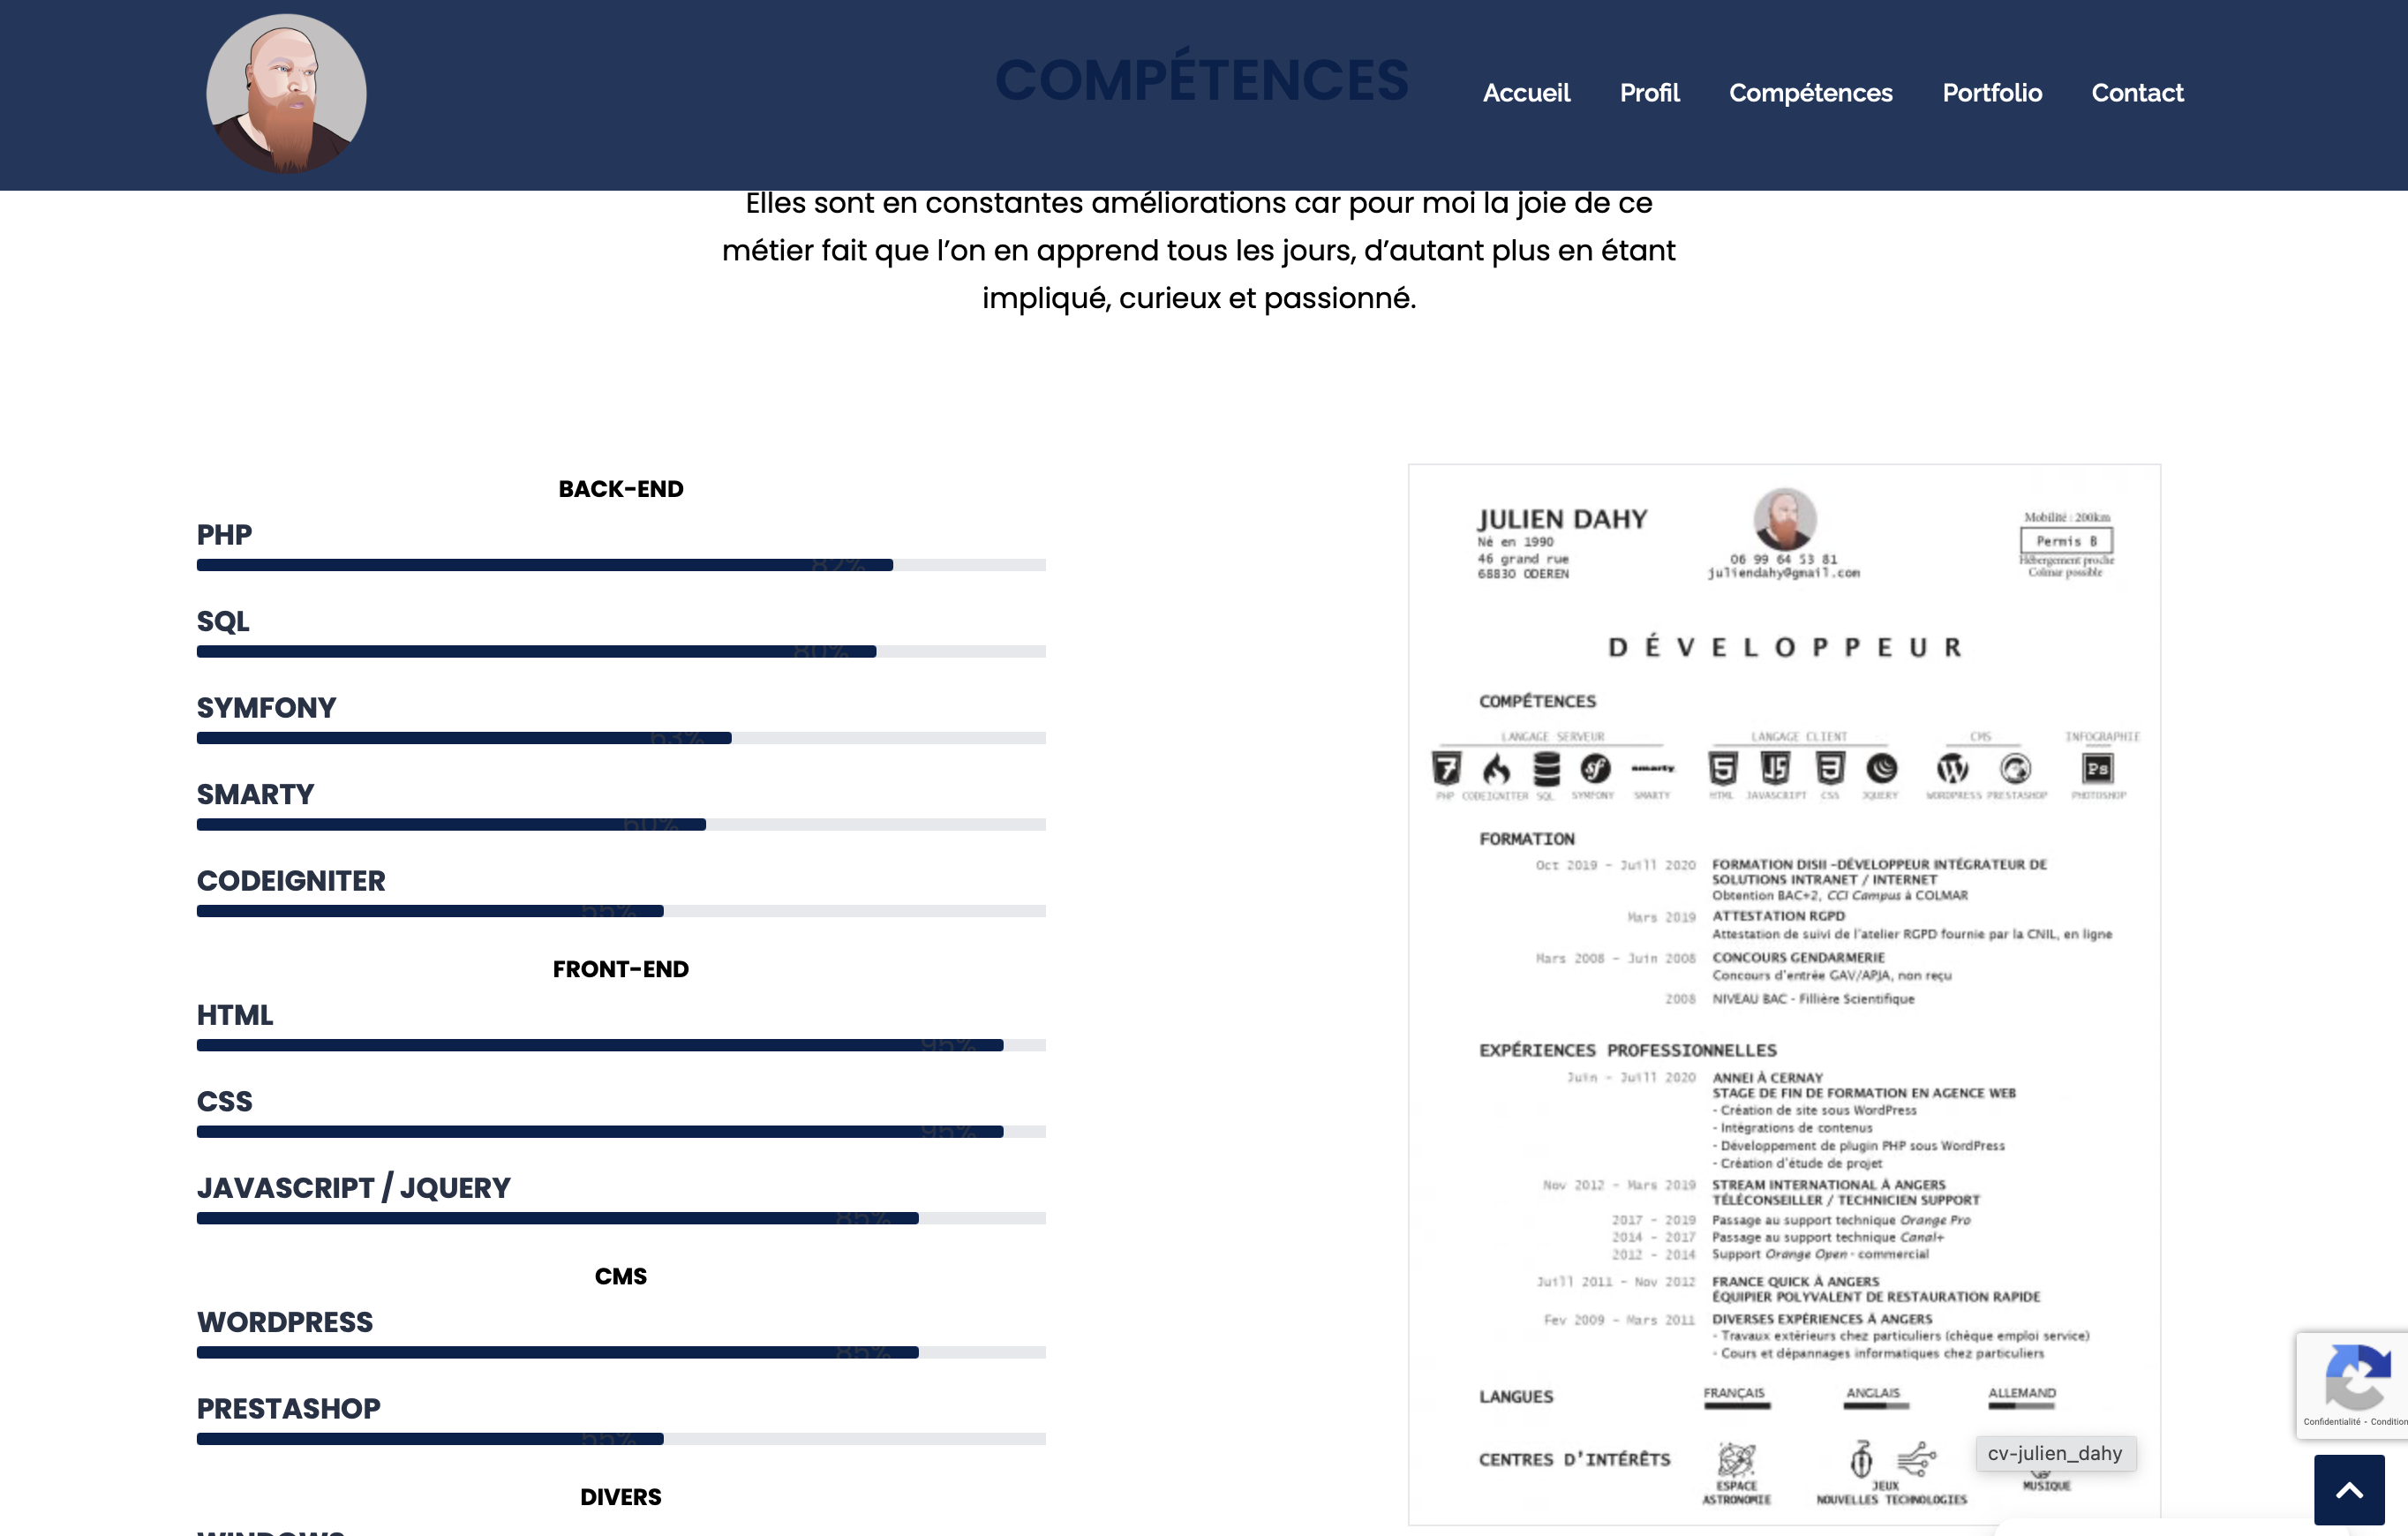 COMPÉTENCES
Accueil Profil Compétences Portfolio Contact
Elles sont en constantes améliorations car pour moi la joie de ce
métier fait que l’on en apprend tous les jours, d’autant plus en étant
impliqué, curieux et passionné.
BACK-END
PHP
82%
SQL
80%
SYMFONY
63%
SMARTY
60%
CODEIGNITER
55%
FRONT-END
HTML
95%
CSS
95%
JAVASCRIPT / JQUERY
85%
CMS
WORDPRESS
85%
PRESTASHOP
55%
DIVERS
WINDOWS
JULIEN DAHY
Né en 1990
46 grand rue
68830 ODEREN
06 99 64 53 81
juliendahy@gmail.com
Mobilité : 200km
Permis B
Hébergement proche
Colmar possible
DÉVELOPPEUR
COMPÉTENCES
LANGAGE SERVEUR LANGAGE CLIENT CMS INFOGRAPHIE
7 sf smarty 5 JS 3 W Ps
PHP CODEIGNITER SQL SYMFONY SMARTY HTML JAVASCRIPT CSS JQUERY WORDPRESS PRESTASHOP PHOTOSHOP
FORMATION
Oct 2019 - Juill 2020 FORMATION DISII -DÉVELOPPEUR INTÉGRATEUR DE
SOLUTIONS INTRANET / INTERNET
Obtention BAC+2, CCI Campus à COLMAR
Mars 2019 ATTESTATION RGPD
Attestation de suivi de l'atelier RGPD fournie par la CNIL, en ligne
Mars 2008 - Juin 2008 CONCOURS GENDARMERIE
Concours d'entrée GAV/APJA, non reçu
2008 NIVEAU BAC - Fillière Scientifique
EXPÉRIENCES PROFESSIONNELLES
Juin - Juill 2020 ANNEI À CERNAY
STAGE DE FIN DE FORMATION EN AGENCE WEB
- Création de site sous WordPress
- Intégrations de contenus
- Développement de plugin PHP sous WordPress
- Création d'étude de projet
Nov 2012 - Mars 2019 STREAM INTERNATIONAL À ANGERS
TÉLÉCONSEILLER / TECHNICIEN SUPPORT
2017 - 2019 Passage au support technique Orange Pro
2014 - 2017 Passage au support technique Canal+
2012 - 2014 Support Orange Open - commercial
Juill 2011 - Nov 2012 FRANCE QUICK À ANGERS
ÉQUIPIER POLYVALENT DE RESTAURATION RAPIDE
Fev 2009 - Mars 2011 DIVERSES EXPÉRIENCES À ANGERS
- Travaux extérieurs chez particuliers (chèque emploi service)
- Cours et dépannages informatiques chez particuliers
LANGUES FRANÇAIS ANGLAIS ALLEMAND
CENTRES D'INTÉRÊTS
ESPACE
ASTRONOMIE
JEUX
NOUVELLES TECHNOLOGIES
MUSIQUE
cv-julien_dahy
Confidentialité - Condition